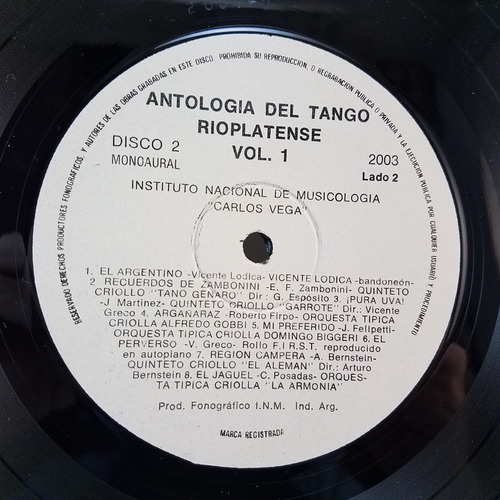 RESERVADO DERECHOS PRODUCTORES FONOGRAFICOS, Y AUTORES DE LAS OBRAS GRABADAS EN ESTE DISCO. PROHIBIDA SU REPRODUCCION, O REGRABACION PUBLICA O PRIVADA Y LA EJECUCION PUBLICA POR CUALQUIER (USUARIO) Y PROCEDIMIENTO
ANTOLOGIA DEL TANGO
RIOPLATENSE
DISCO 2
VOL. 1
2003
MONOAURAL
Lado 2
INSTITUTO NACIONAL DE MUSICOLOGIA
"CARLOS VEGA"
1. EL ARGENTINO -Vicente Lodica- VICENTE LODICA -bandoneón-
2 RECUERDOS DE ZAMBONINI -E. F. Zambonini- QUINTETO
CRIOLLO "TANO GENARO" Dir: G. Espósito 3. ¡PURA UVA!
-J Martínez- QUINTETO CRIOLLO "GARROTE" Dir: Vicente
Greco 4. ARGAÑARAZ -Roberto Firpo- ORQUESTA TIPICA
CRIOLLA ALFREDO GOBBI 5. MI PREFERIDO -J. Felipetti-
ORQUESTA TIPICA CRIOLLA DOMINGO BIGGERI 6. EL
PERVERSO -V. Greco- Rollo F.I R.S.T. reproducido
en autopiano 7. REGION CAMPERA -A. Bernstein-
QUINTETO CRIOLLO "EL ALEMAN" Dir.: Arturo
Bernstein 8. EL JAGUEL -C. Posadas- ORQUES-
TA TIPICA CRIOLLA "LA ARMONIA"
Prod. Fonográfico I.N.M. Ind. Arg.
MARCA REGISTRADA